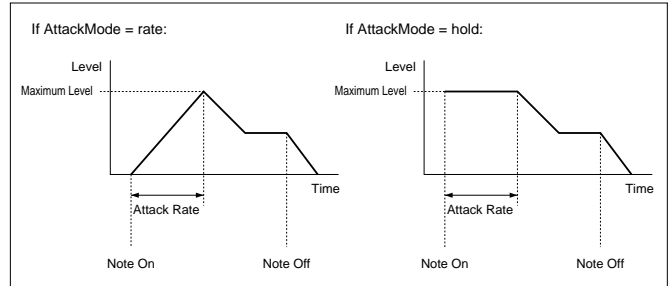 If AttackMode = rate:
Level
Maximum Level
Time
Attack Rate
Note On
Note Off
If AttackMode = hold:
Level
Maximum Level
Time
Attack Rate
Note On
Note Off